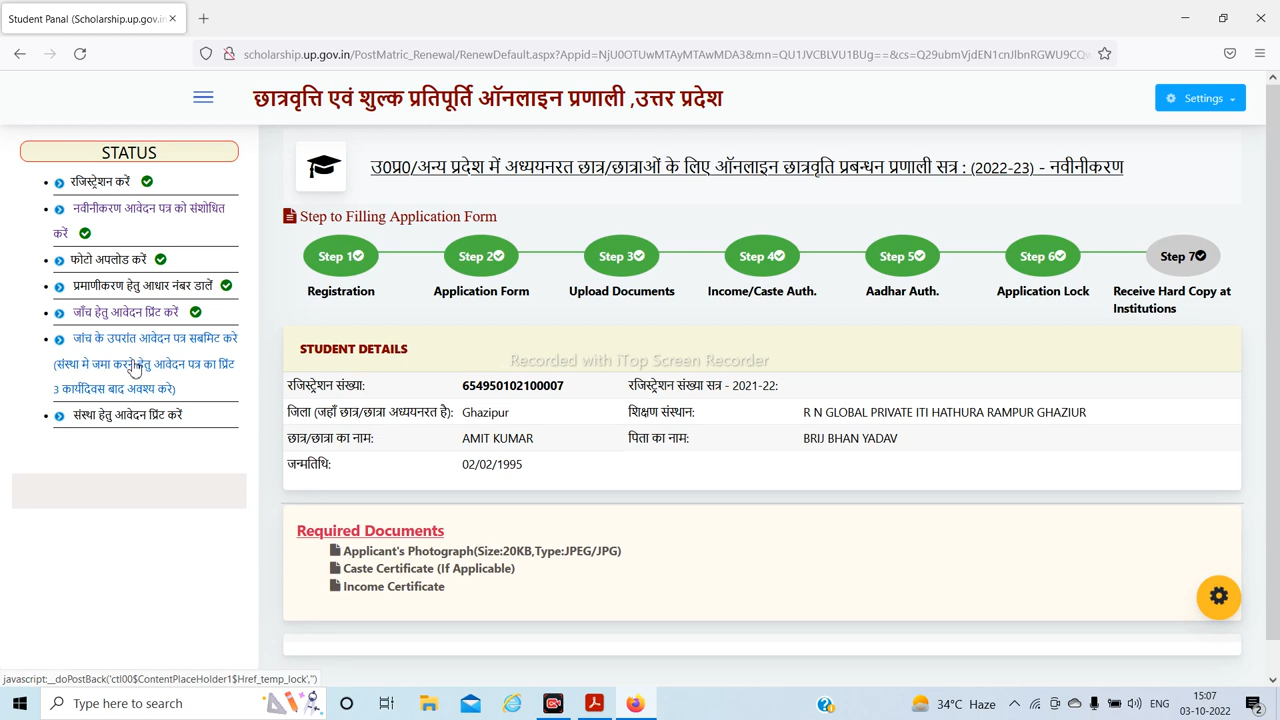 Student Panal (Scholarship.up.gov.in
scholarship.up.gov.in/PostMatric_Renewal/RenewDefault.aspx?Appid=NjU0OTUwMTAyMTAwMDA3&mn=QU1JVCBLVU1BUg==&cs=Q29ubmVjdEN1cnJlbnRGWU9CQw
छात्रवृत्ति एवं शुल्क प्रतिपूर्ति ऑनलाइन प्रणाली ,उत्तर प्रदेश
Settings
STATUS
रजिस्ट्रेशन करें
नवीनीकरण आवेदन पत्र को संशोधित
करें
फोटो अपलोड करें
प्रमाणीकरण हेतु आधार नंबर डालें
जाँच हेतु आवेदन प्रिंट करें
जांच के उपरांत आवेदन पत्र सबमिट करे
(संस्था मे जमा करने हेतु आवेदन पत्र का प्रिंट
3 कार्यदिवस बाद अवश्य करे)
संस्था हेतु आवेदन प्रिंट करें
उ0प्र0/अन्य प्रदेश में अध्ययनरत छात्र/छात्राओं के लिए ऑनलाइन छात्रवृति प्रबन्धन प्रणाली सत्र : (2022-23) - नवीनीकरण
Step to Filling Application Form
Step 1 Step 2 Step 3 Step 4 Step 5 Step 6 Step 7
Registration Application Form Upload Documents Income/Caste Auth. Aadhar Auth. Application Lock Receive Hard Copy at
Institutions
STUDENT DETAILS
Recorded with iTop Screen Recorder
रजिस्ट्रेशन संख्या: 654950102100007 रजिस्ट्रेशन संख्या सत्र - 2021-22:
जिला (जहाँ छात्र/छात्रा अध्ययनरत है): Ghazipur शिक्षण संस्थान: R N GLOBAL PRIVATE ITI HATHURA RAMPUR GHAZIUR
छात्र/छात्रा का नाम: AMIT KUMAR पिता का नाम: BRIJ BHAN YADAV
जन्मतिथि: 02/02/1995
Required Documents
Applicant's Photograph(Size:20KB,Type:JPEG/JPG)
Caste Certificate (If Applicable)
Income Certificate
javascript:__doPostBack('ctl00$ContentPlaceHolder1$Href_temp_lock','')
Type here to search
34°C Haze
ENG
15:07
03-10-2022
2